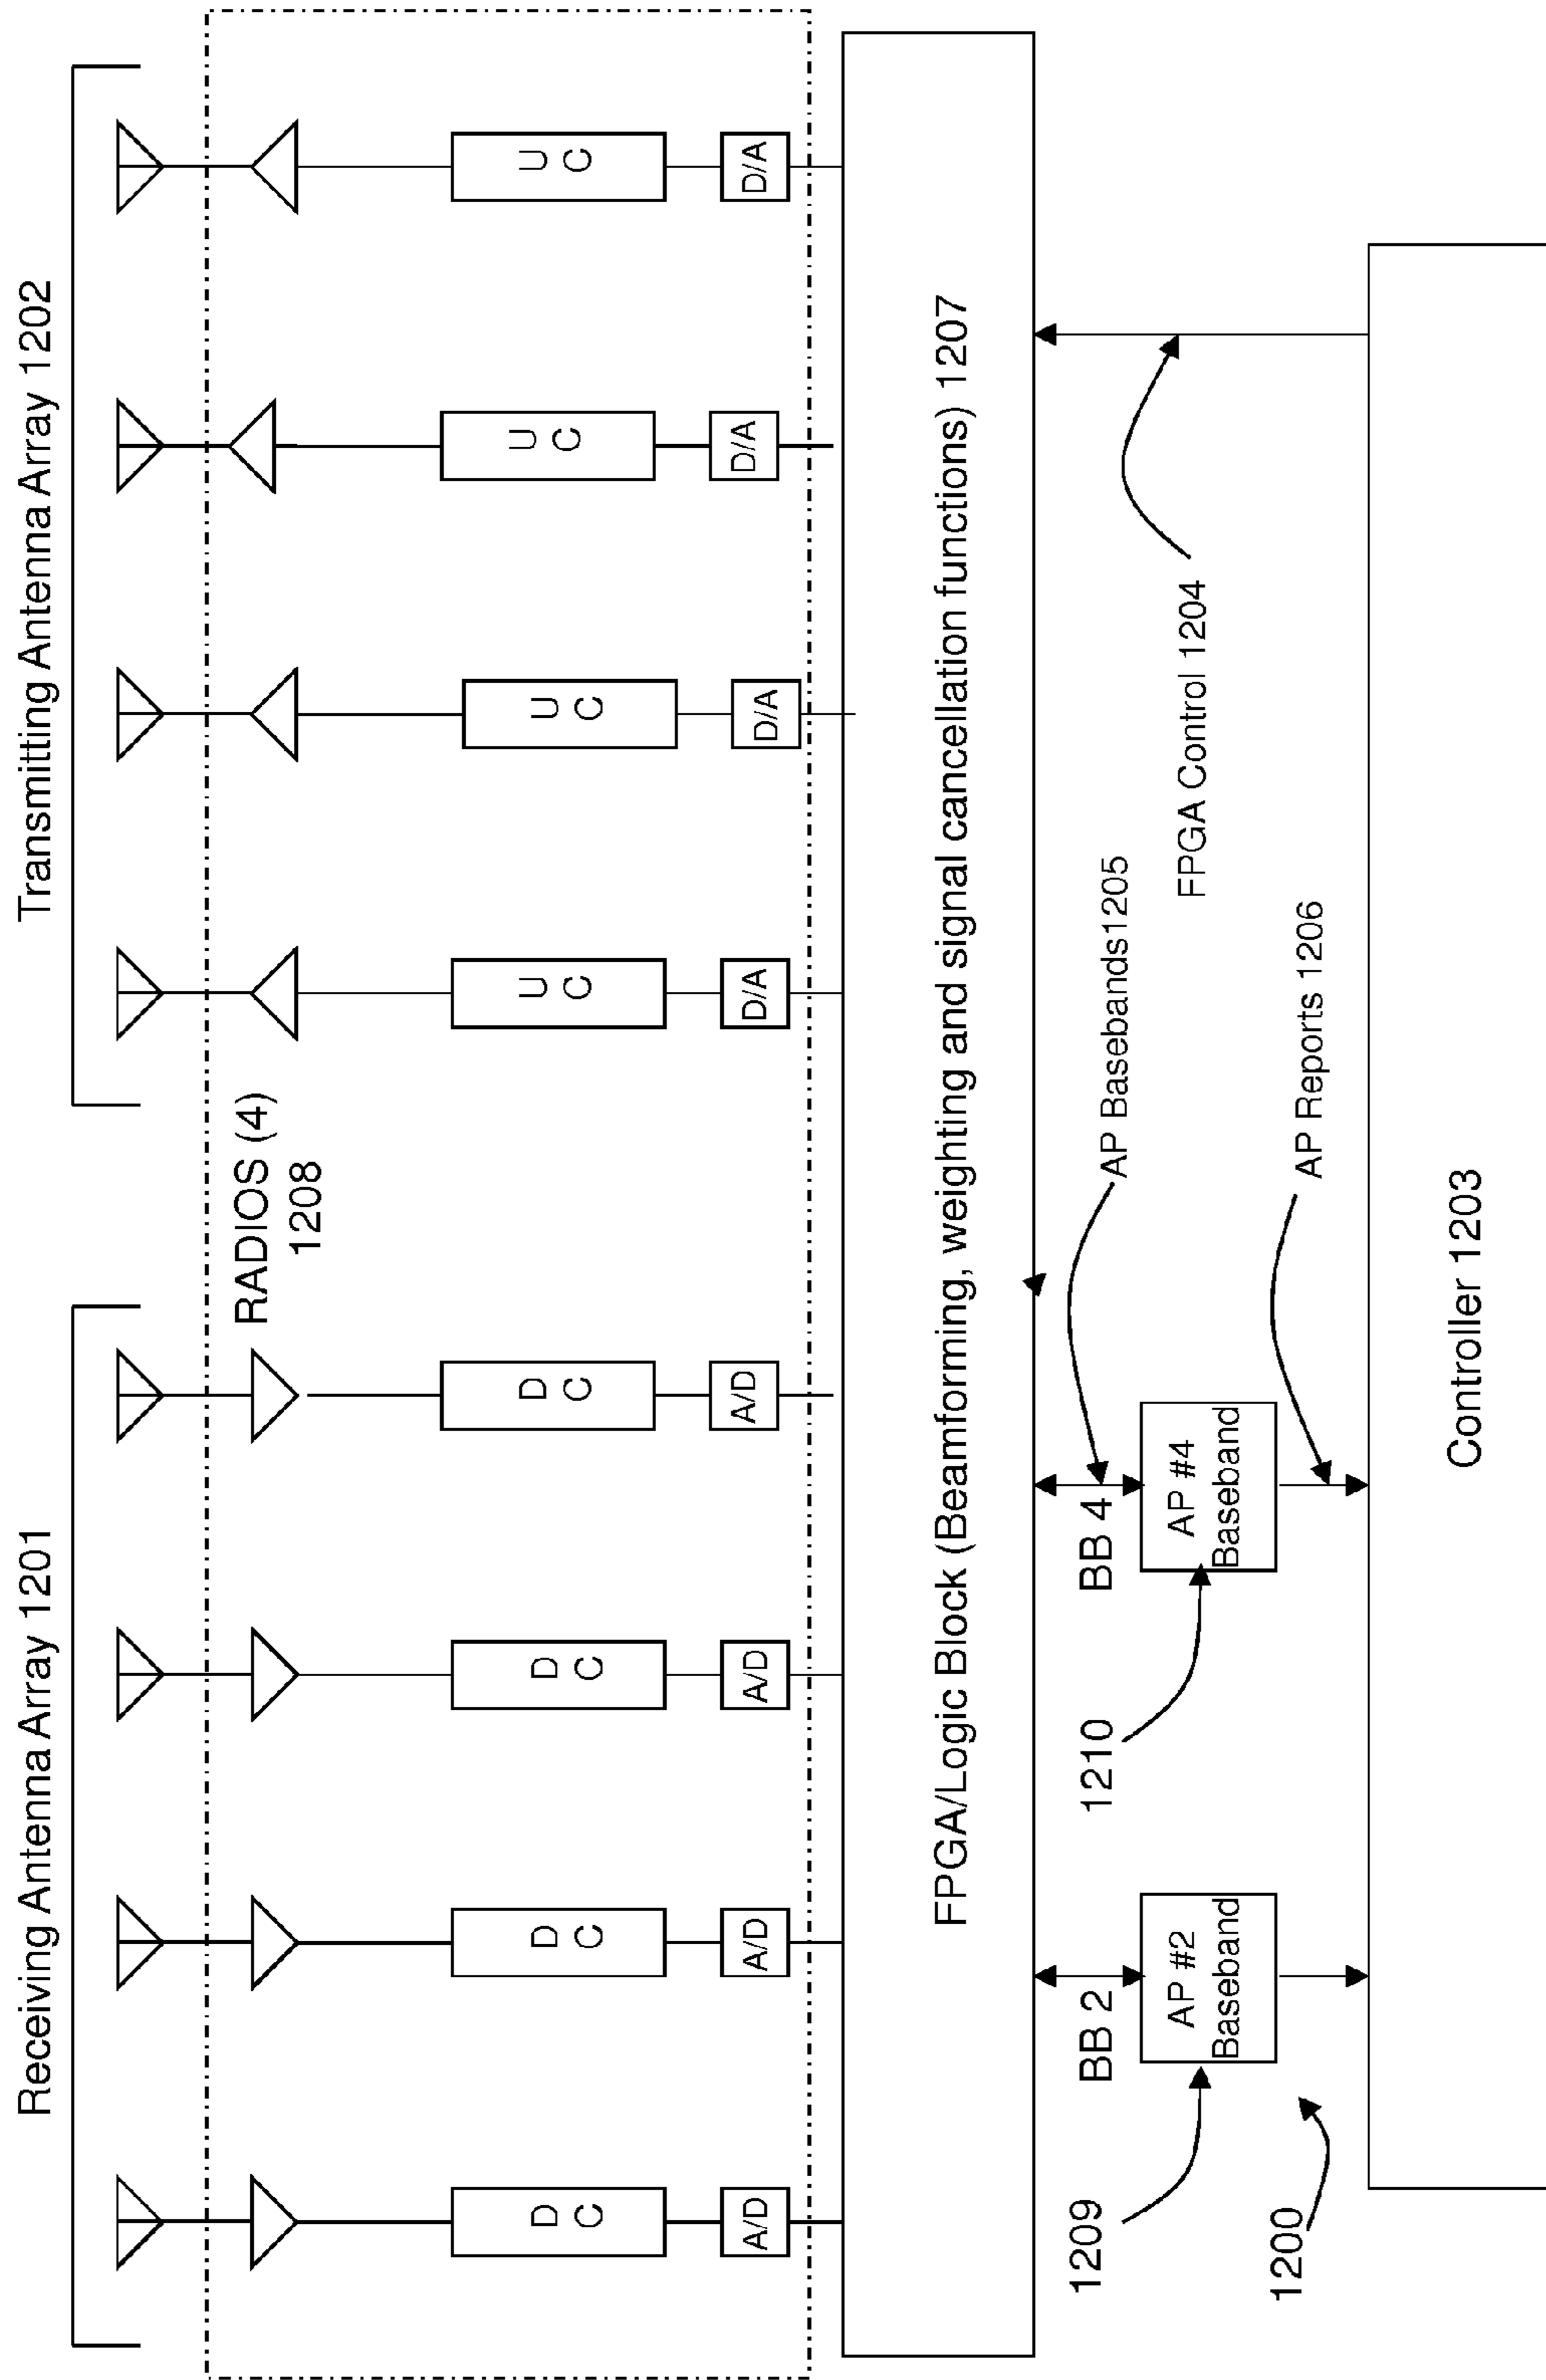 Receiving Antenna Array 1201
Transmitting Antenna Array 1202
RADIOS (4)
1208
D
C
D
C
D
C
D
C
U
C
U
C
U
C
U
C
A/D
A/D
A/D
A/D
D/A
D/A
D/A
D/A
FPGA/Logic Block (Beamforming, weighting and signal cancellation functions) 1207
1209
BB 2
1210
BB 4
AP Basebands1205
FPGA Control 1204
AP #2
Baseband
AP #4
Baseband
1200
AP Reports 1206
Controller 1203